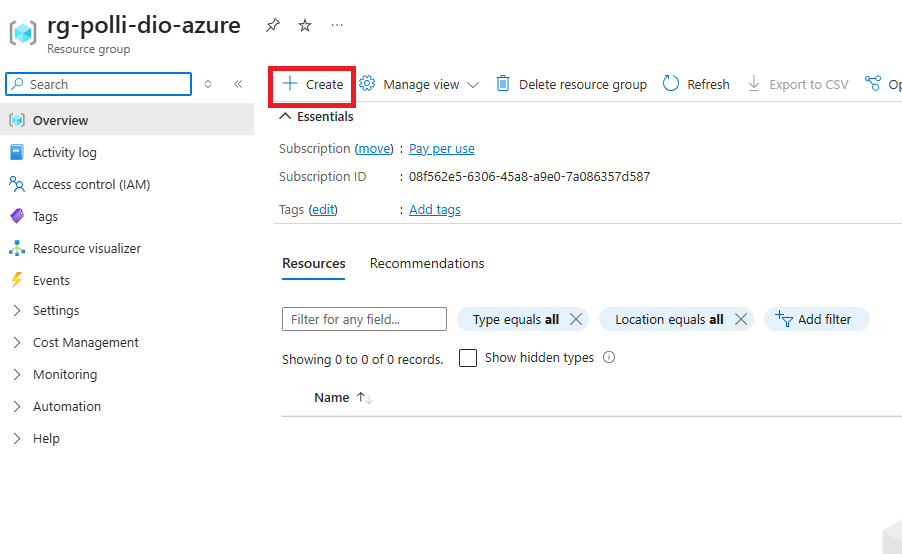 rg-polli-dio-azure
Resource group
Search
Create
Manage view
Delete resource group
Refresh
Export to CSV
Overview
Activity log
Access control (IAM)
Tags
Resource visualizer
Events
Settings
Cost Management
Monitoring
Automation
Help
Essentials
Subscription (move) : Pay per use
Subscription ID : 08f562e5-6306-45a8-a9e0-7a086357d587
Tags (edit) : Add tags
Resources Recommendations
Filter for any field... Type equals all Location equals all Add filter
Showing 0 to 0 of 0 records. Show hidden types
Name